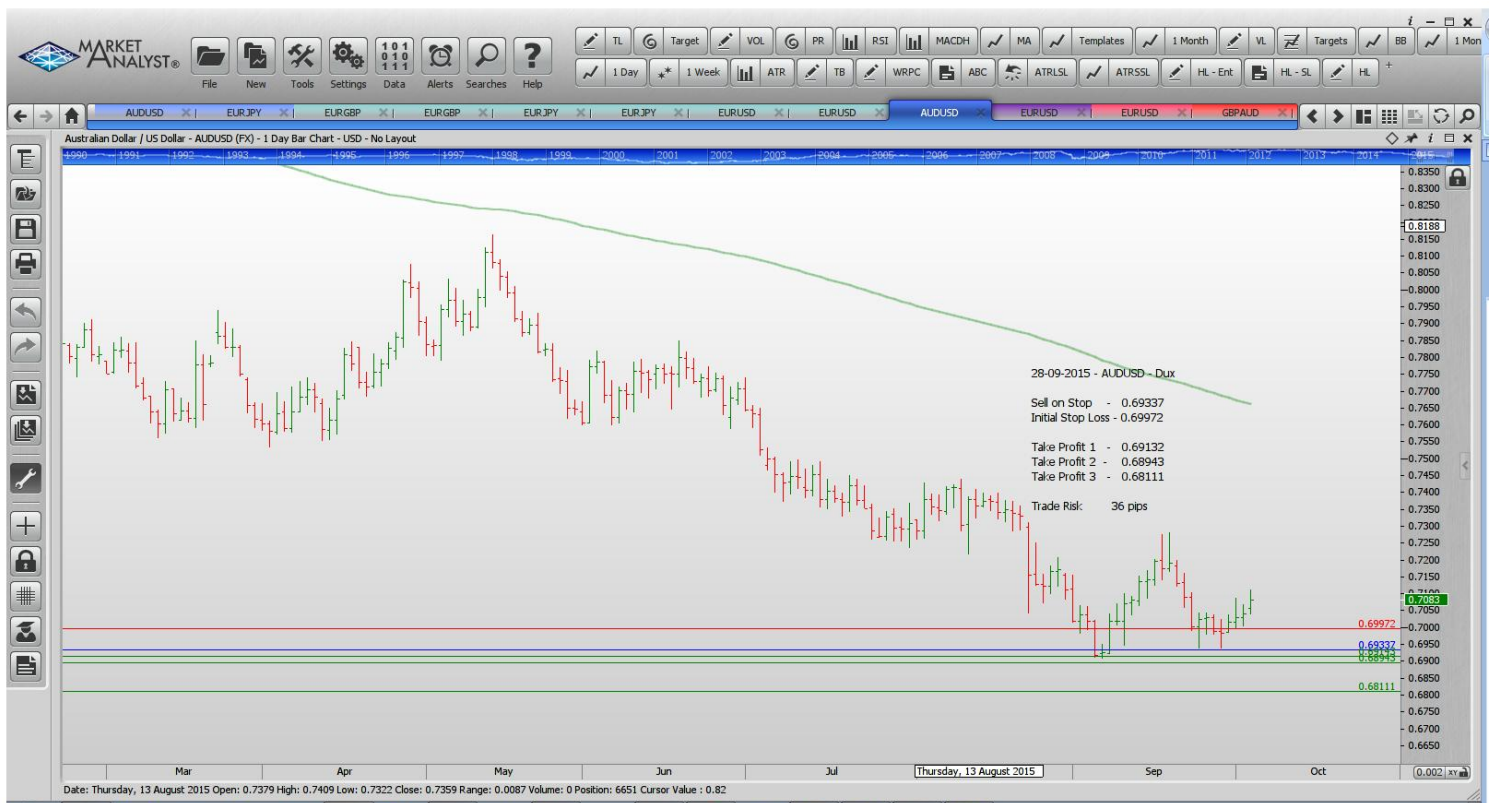 i
MARKET
ANALYST®
File New Tools Settings Data Alerts Searches Help
101
010
111
TL Target VOL PR RSI MACDH MA Templates 1 Month VL Targets BB 1 Mon
1 Day 1 Week ATR TB WRPC ABC ATRLSL ATRSSL HL - Ent HL - SL HL +
AUDUSD EURJPY EURGBP EURGBP EURJPY EURUSD EURUSD AUDUSD EURUSD EURUSD GBPAUD
Australian Dollar / US Dollar - AUDUSD (FX) - 1 Day Bar Chart - USD - No Layout
i
1990 1991 1992 1993 1994 1995 1996 1997 1998 1999 2000 2001 2002 2003 2004 2005 2006 2007 2008 2009 2010 2011 2012 2013 2014 2015
0.8350
0.8300
0.8250
0.8188
0.8150
0.8100
0.8050
0.8000
0.7950
0.7900
0.7850
0.7800
0.7750
0.7700
0.7650
0.7600
0.7550
0.7500
0.7450
0.7400
0.7350
0.7300
0.7250
0.7200
0.7150
0.7100
0.7083
0.7050
0.7000
0.6950
0.6900
0.6850
0.6800
0.6750
0.6700
0.6650
28-09-2015 - AUDUSD - Dux
Sell on Stop - 0.69337
Initial Stop Loss - 0.69972
Take Profit 1 - 0.69132
Take Profit 2 - 0.68943
Take Profit 3 - 0.68111
Trade Risk 36 pips
0.69972
0.69337
0.68943
0.68111
Mar Apr May Jun Jul Thursday, 13 August 2015 Sep Oct
0.002 XY
Date: Thursday, 13 August 2015 Open: 0.7379 High: 0.7409 Low: 0.7322 Close: 0.7359 Range: 0.0087 Volume: 0 Position: 6651 Cursor Value : 0.82